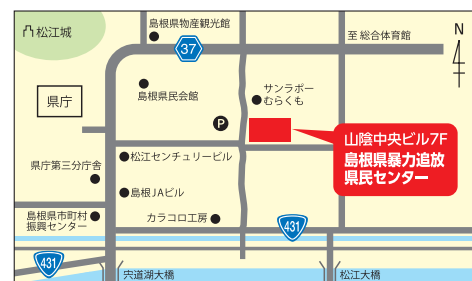 島根県物産観光館
松江城
37
至 総合体育館
N
県庁
島根県民会館
サンラポー
むらくも
P
山陰中央ビル7F
島根県暴力追放
県民センター
県庁第三分庁舎
松江センチュリービル
島根JAビル
島根県市町村
振興センター
カラコロ工房
431
431
宍道湖大橋
松江大橋